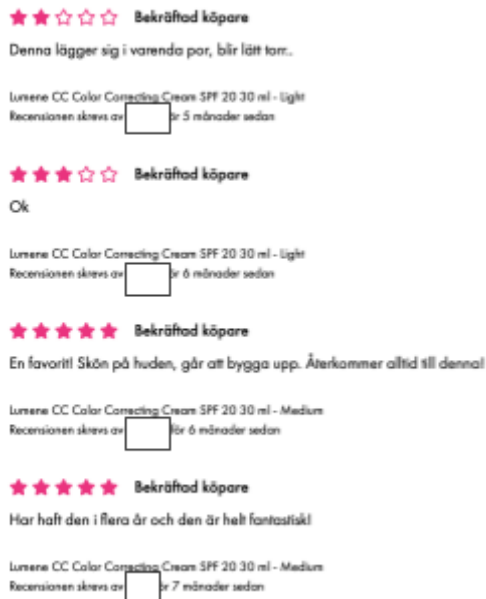 Bekräftad köpare
Denna lägger sig i varenda por, blir lätt torr..
Lumene CC Color Correcting Cream SPF 20 30 ml - Light
Recensionen skrevs av ör 5 månader sedan
Bekräftad köpare
Ok
Lumene CC Color Correcting Cream SPF 20 30 ml - Light
Recensionen skrevs av ör 6 månader sedan
Bekräftad köpare
En favorit! Skön på huden, går att bygga upp. Återkommer alltid till denna!
Lumene CC Color Correcting Cream SPF 20 30 ml - Medium
Recensionen skrevs av för 6 månader sedan
Bekräftad köpare
Har haft den i flera år och den är helt fantastisk!
Lumene CC Color Correcting Cream SPF 20 30 ml - Medium
Recensionen skrevs av ör 7 månader sedan